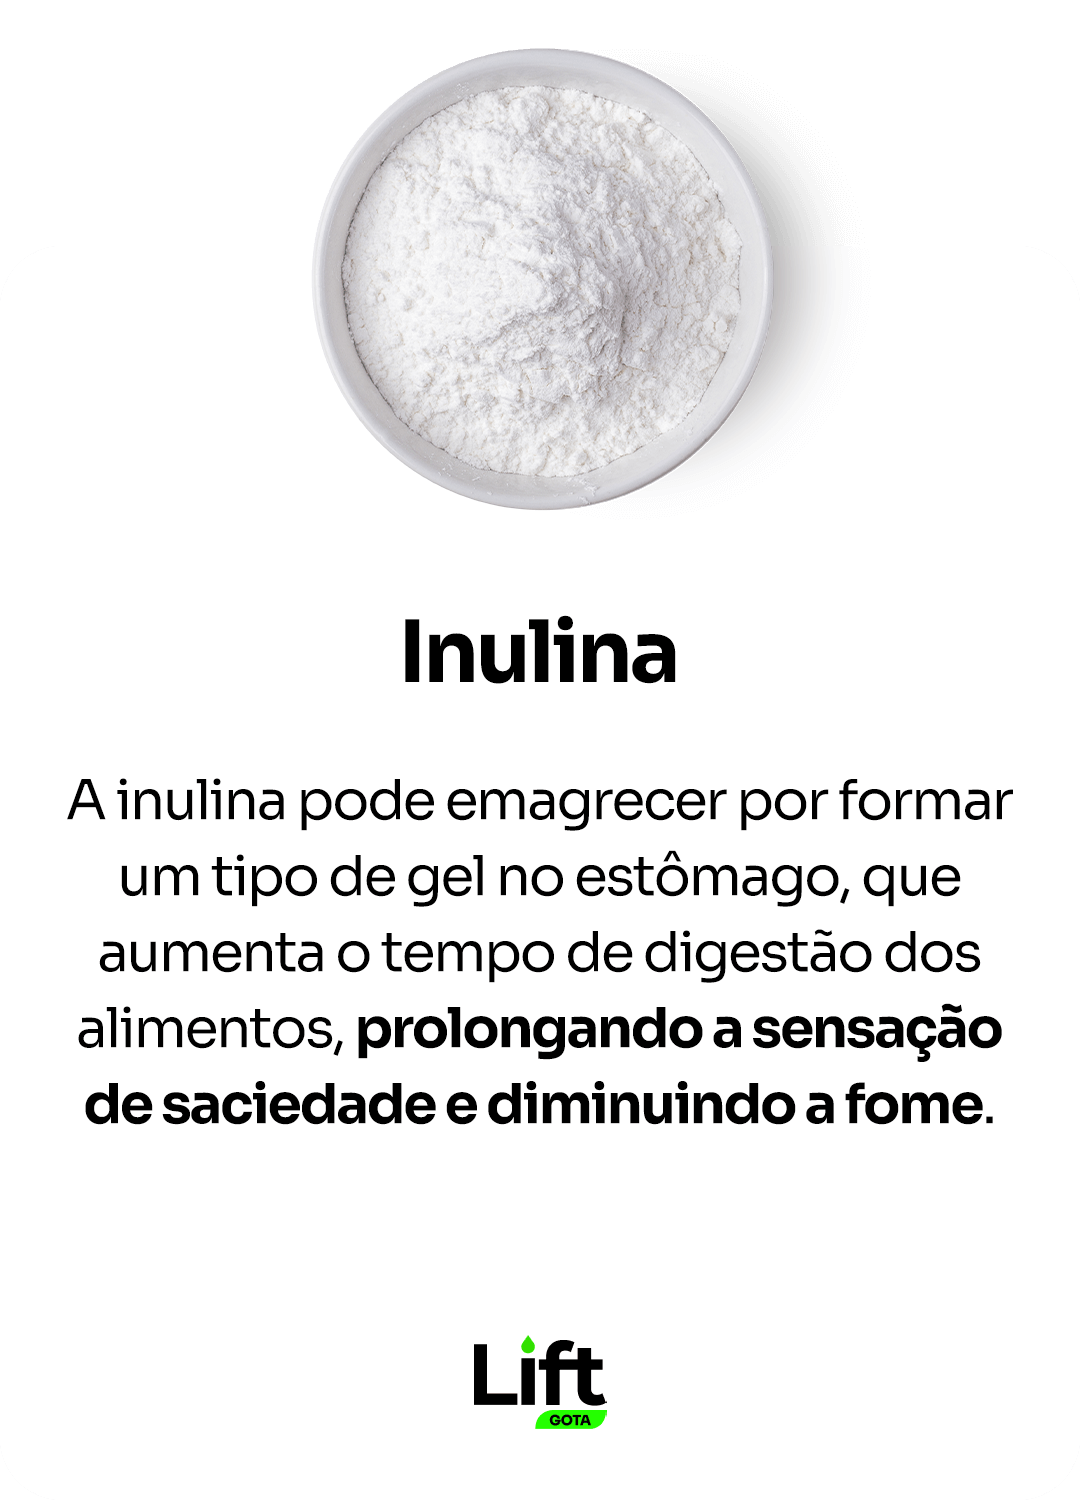 Inulina
A inulina pode emagrecer por formar
um tipo de gel no estômago, que
aumenta o tempo de digestão dos
alimentos, prolongando a sensação
de saciedade e diminuindo a fome.
Lift
GOTA